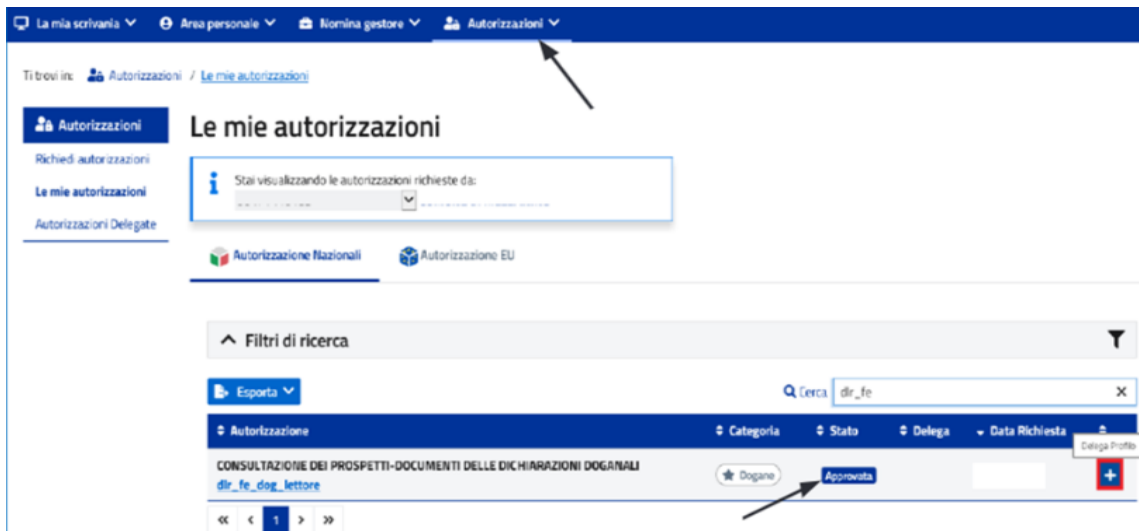 La mia scrivania Area personale Nomina gestore Autorizzazioni
Ti trovi in: Autorizzazioni / Le mie autorizzazioni
Autorizzazioni
Richiedi autorizzazioni
Le mie autorizzazioni
Autorizzazioni Delegate
Le mie autorizzazioni
Stai visualizzando le autorizzazioni richieste da:
Autorizzazione Nazionali Autorizzazione EU
Filtri di ricerca
Esporta Cerca dlr_fe
Autorizzazione Categoria Stato Delega Data Richiesta
Delega Profilo
CONSULTAZIONE DEI PROSPETTI-DOCUMENTI DELLE DICHIARAZIONI DOGANALI
dlr_fe_dog_lettore Dogane Approvata +
« < 1 > »